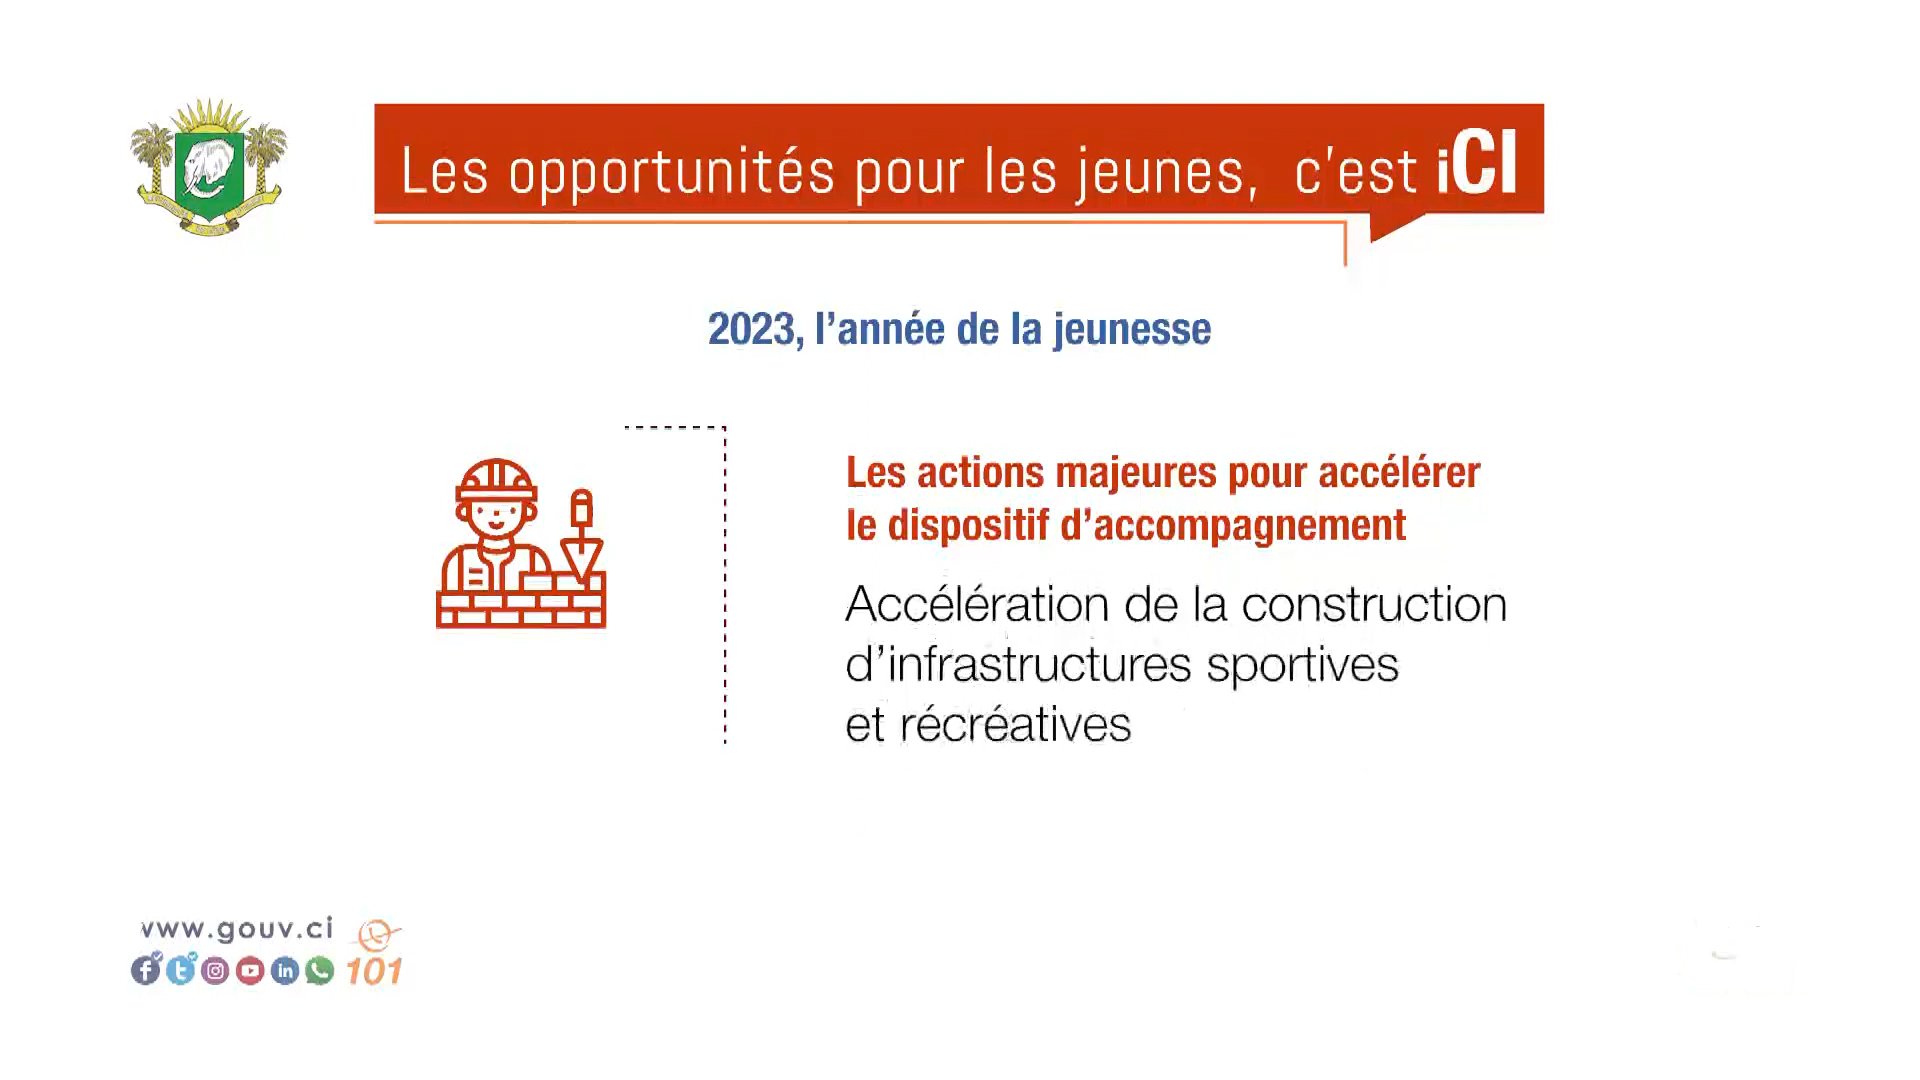 Les opportunités pour les jeunes, c'est iCI
2023, l'année de la jeunesse
Les actions majeures pour accélérer
le dispositif d'accompagnement
Accélération de la construction
d'infrastructures sportives
et récréatives
www.gouv.ci
101